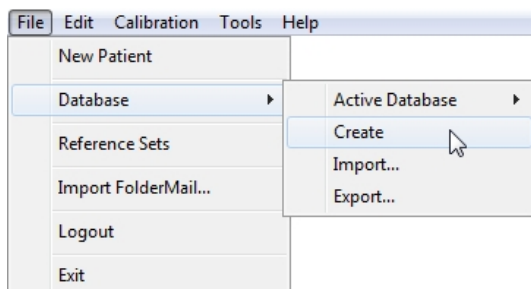 File Edit Calibration Tools Help
New Patient
Database
Reference Sets
Import FolderMail...
Logout
Exit
Active Database
Create
Import...
Export...